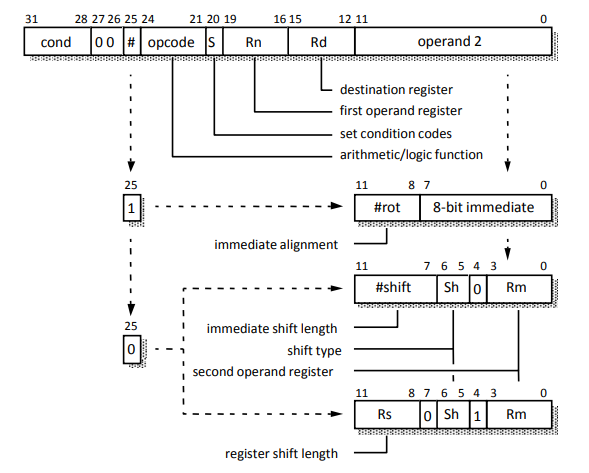 31 28 27 26 25 24 21 20 19 16 15 12 11 0
cond 0 0 # opcode S Rn Rd operand 2
destination register
first operand register
set condition codes
arithmetic/logic function
25 11 8 7 0
1 #rot 8-bit immediate
immediate alignment
11 7 6 5 4 3 0
#shift Sh 0 Rm
25
0
immediate shift length
shift type
second operand register
11 8 7 6 5 4 3 0
Rs 0 Sh 1 Rm
register shift length